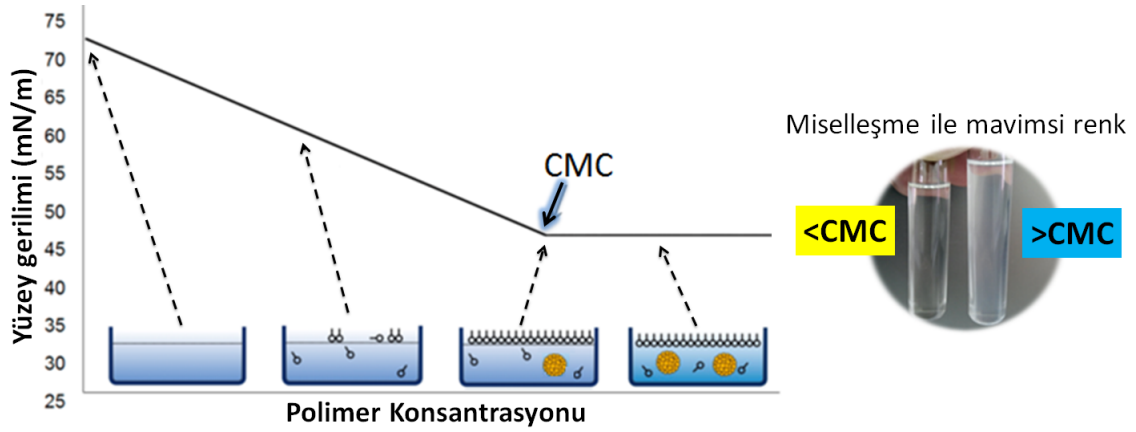 75
70
65
60
55
50
45
40
35
30
25
Yüzey gerilimi (mN/m)
CMC
Polimer Konsantrasyonu
Miselleşme ile mavimsi renk
<CMC
>CMC